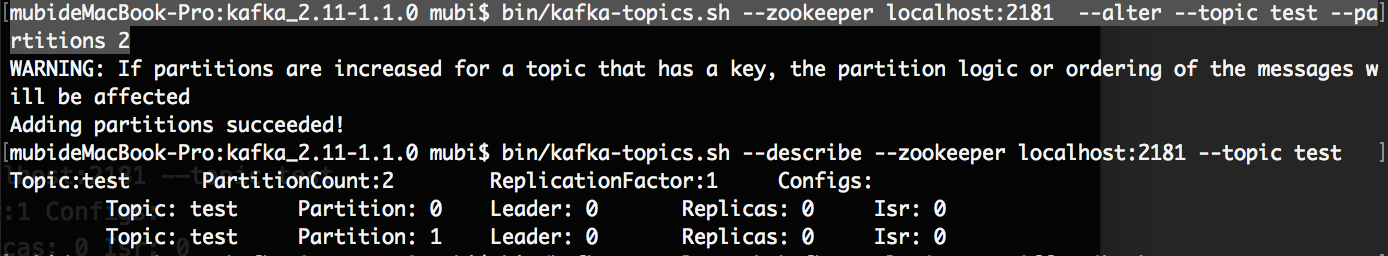 [mubideMacBook-Pro:kafka_2.11-1.1.0 mubi$ bin/kafka-topics.sh --zookeeper localhost:2181  --alter --topic test --pa]
rtitions 2
WARNING: If partitions are increased for a topic that has a key, the partition logic or ordering of the messages w
ill be affected
Adding partitions succeeded!
[mubideMacBook-Pro:kafka_2.11-1.1.0 mubi$ bin/kafka-topics.sh --describe --zookeeper localhost:2181 --topic test   ]
Topic:test	PartitionCount:2	ReplicationFactor:1	Configs:
	Topic: test	Partition: 0	Leader: 0	Replicas: 0	Isr: 0
	Topic: test	Partition: 1	Leader: 0	Replicas: 0	Isr: 0